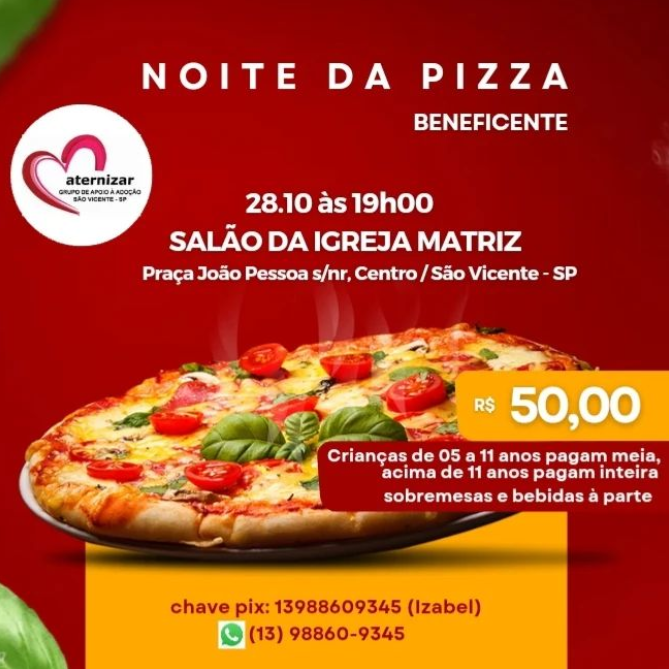 NOITE DA PIZZA
BENEFICENTE
aternizar
GRUPO DE APOIO À ADOÇÃO
SÃO VICENTE - SP
28.10 às 19h00
SALÃO DA IGREJA MATRIZ
Praça João Pessoa s/nr, Centro / São Vicente - SP
R$ 50,00
Crianças de 05 a 11 anos pagam meia,
acima de 11 anos pagam inteira
sobremesas e bebidas à parte
chave pix: 13988609345 (Izabel)
(13) 98860-9345